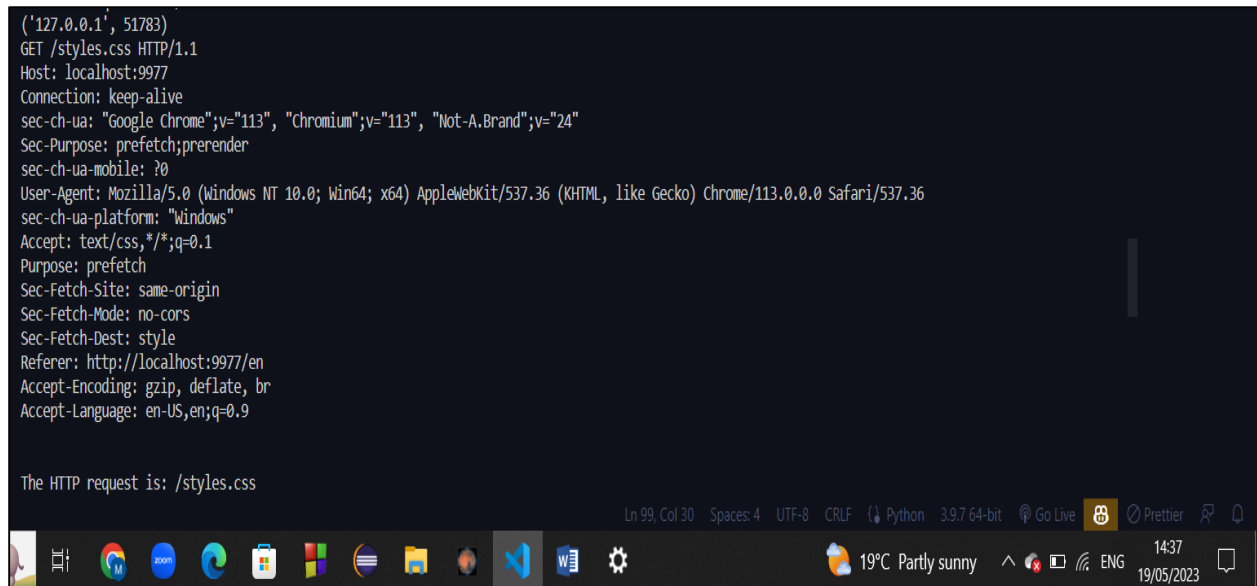 ('127.0.0.1', 51783)
GET /styles.css HTTP/1.1
Host: localhost:9977
Connection: keep-alive
sec-ch-ua: "Google Chrome";v="113", "Chromium";v="113", "Not-A.Brand";v="24"
Sec-Purpose: prefetch;prerender
sec-ch-ua-mobile: ?0
User-Agent: Mozilla/5.0 (Windows NT 10.0; Win64; x64) AppleWebKit/537.36 (KHTML, like Gecko) Chrome/113.0.0.0 Safari/537.36
sec-ch-ua-platform: "Windows"
Accept: text/css,*/*;q=0.1
Purpose: prefetch
Sec-Fetch-Site: same-origin
Sec-Fetch-Mode: no-cors
Sec-Fetch-Dest: style
Referer: http://localhost:9977/en
Accept-Encoding: gzip, deflate, br
Accept-Language: en-US,en;q=0.9
The HTTP request is: /styles.css
Ln 99, Col 30 Spaces: 4 UTF-8 CRLF Python 3.9.7 64-bit Go Live Prettier
zoom 19°C Partly sunny ENG 14:37
19/05/2023